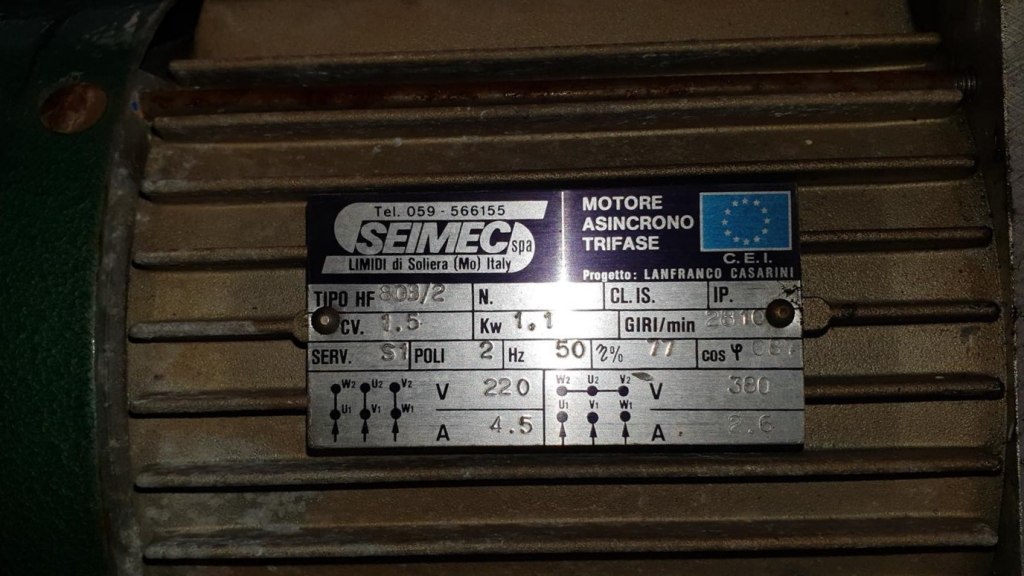 Tel. 059 - 566155
SEIMEC spa
LIMIDI di Soliera (Mo) Italy
MOTORE
ASINCRONO
TRIFASE
C.E.I.
Progetto: LANFRANCO CASARINI
TIPO HF 80B/2 N. CL.IS. IP.
CV. 1.5 Kw 1.1 GIRI/min
SERV. S1 POLI 2 Hz 50 η% 77 cos φ
W2 U2 V2 V 220
U1 V1 W1 A 4.5
W2 U2 V2 V 380
U1 V1 W1 A 2.6